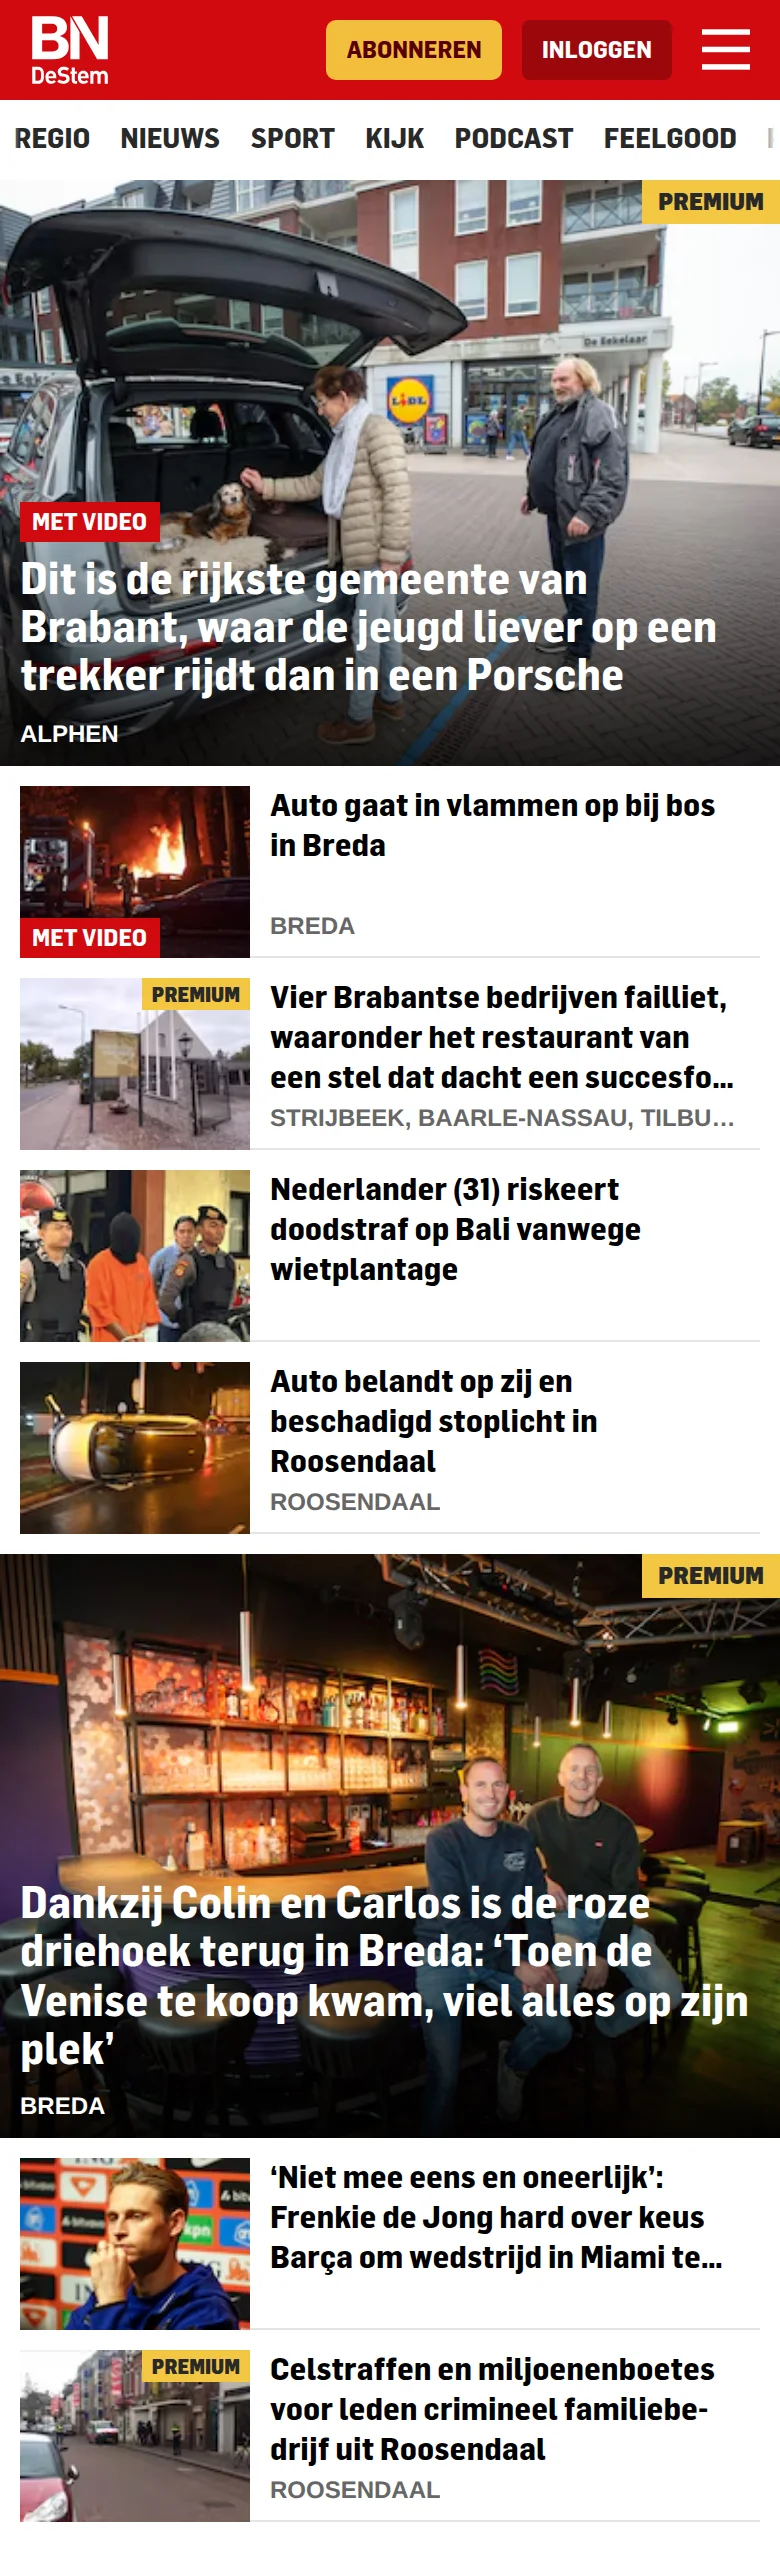 BN
DeStem
ABONNEREN
INLOGGEN
REGIO NIEUWS SPORT KIJK PODCAST FEELGOOD
PREMIUM
De Eekelaar
LIDL
MET VIDEO
Dit is de rijkste gemeente van
Brabant, waar de jeugd liever op een
trekker rijdt dan in een Porsche
ALPHEN
Auto gaat in vlammen op bij bos
in Breda
MET VIDEO
BREDA
PREMIUM
Vier Brabantse bedrijven failliet,
waaronder het restaurant van
een stel dat dacht een succesfo...
STRIJBEEK, BAARLE-NASSAU, TILBU...
Nederlander (31) riskeert
doodstraf op Bali vanwege
wietplantage
Auto belandt op zij en
beschadigd stoplicht in
Roosendaal
ROOSENDAAL
PREMIUM
Dankzij Colin en Carlos is de roze
driehoek terug in Breda: ‘Toen de
Venise te koop kwam, viel alles op zijn
plek’
BREDA
kpn
‘Niet mee eens en oneerlijk’:
Frenkie de Jong hard over keus
Barça om wedstrijd in Miami te...
PREMIUM
Celstraffen en miljoenenboetes
voor leden crimineel familiebe-
drijf uit Roosendaal
ROOSENDAAL